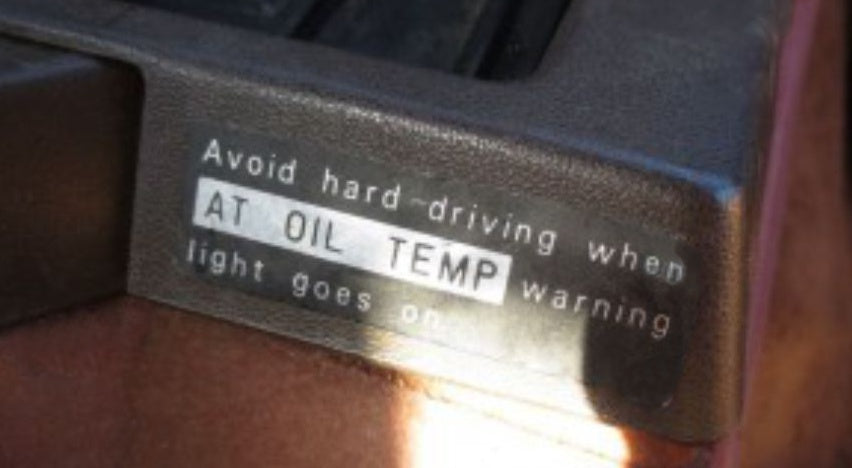 Avoid hard-driving when
AT OIL TEMP warning
light goes on.